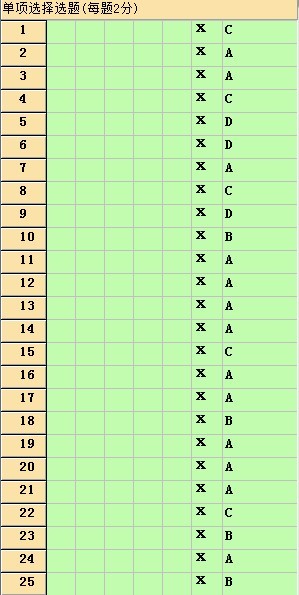 单项选择选题(每题2分)
1 X C
2 X A
3 X A
4 X C
5 X D
6 X D
7 X A
8 X C
9 X D
10 X B
11 X A
12 X A
13 X A
14 X A
15 X C
16 X A
17 X A
18 X B
19 X A
20 X A
21 X A
22 X C
23 X B
24 X A
25 X B